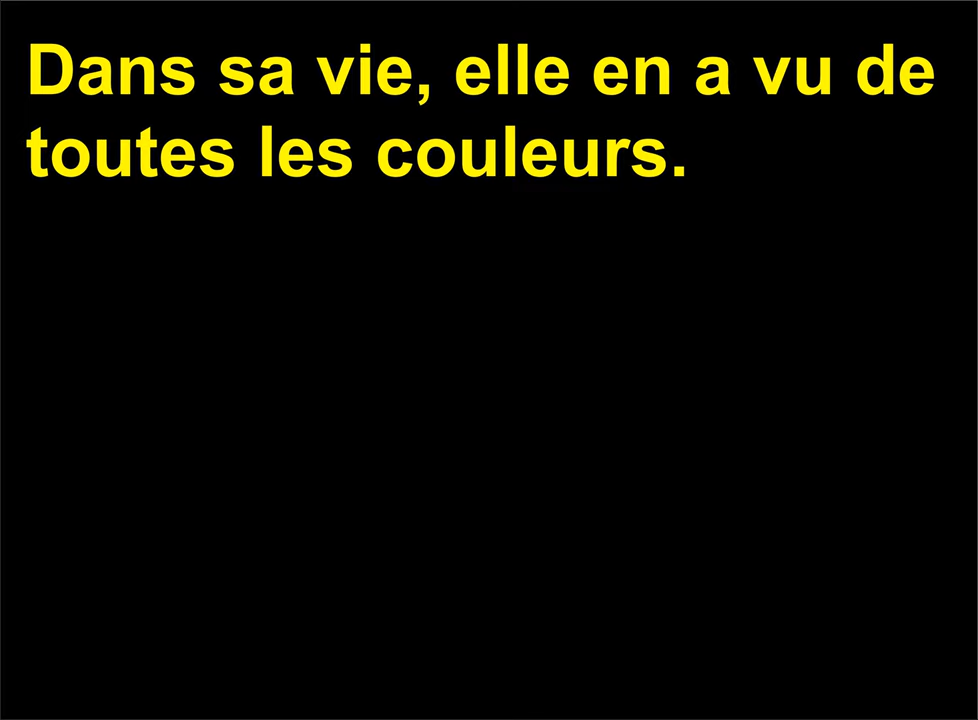 Dans sa vie, elle en a vu de
toutes les couleurs.